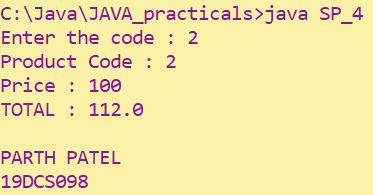 C:\Java\JAVA_practicals>java SP_4
Enter the code : 2
Product Code : 2
Price : 100
TOTAL : 112.0
PARTH PATEL
19DCS098